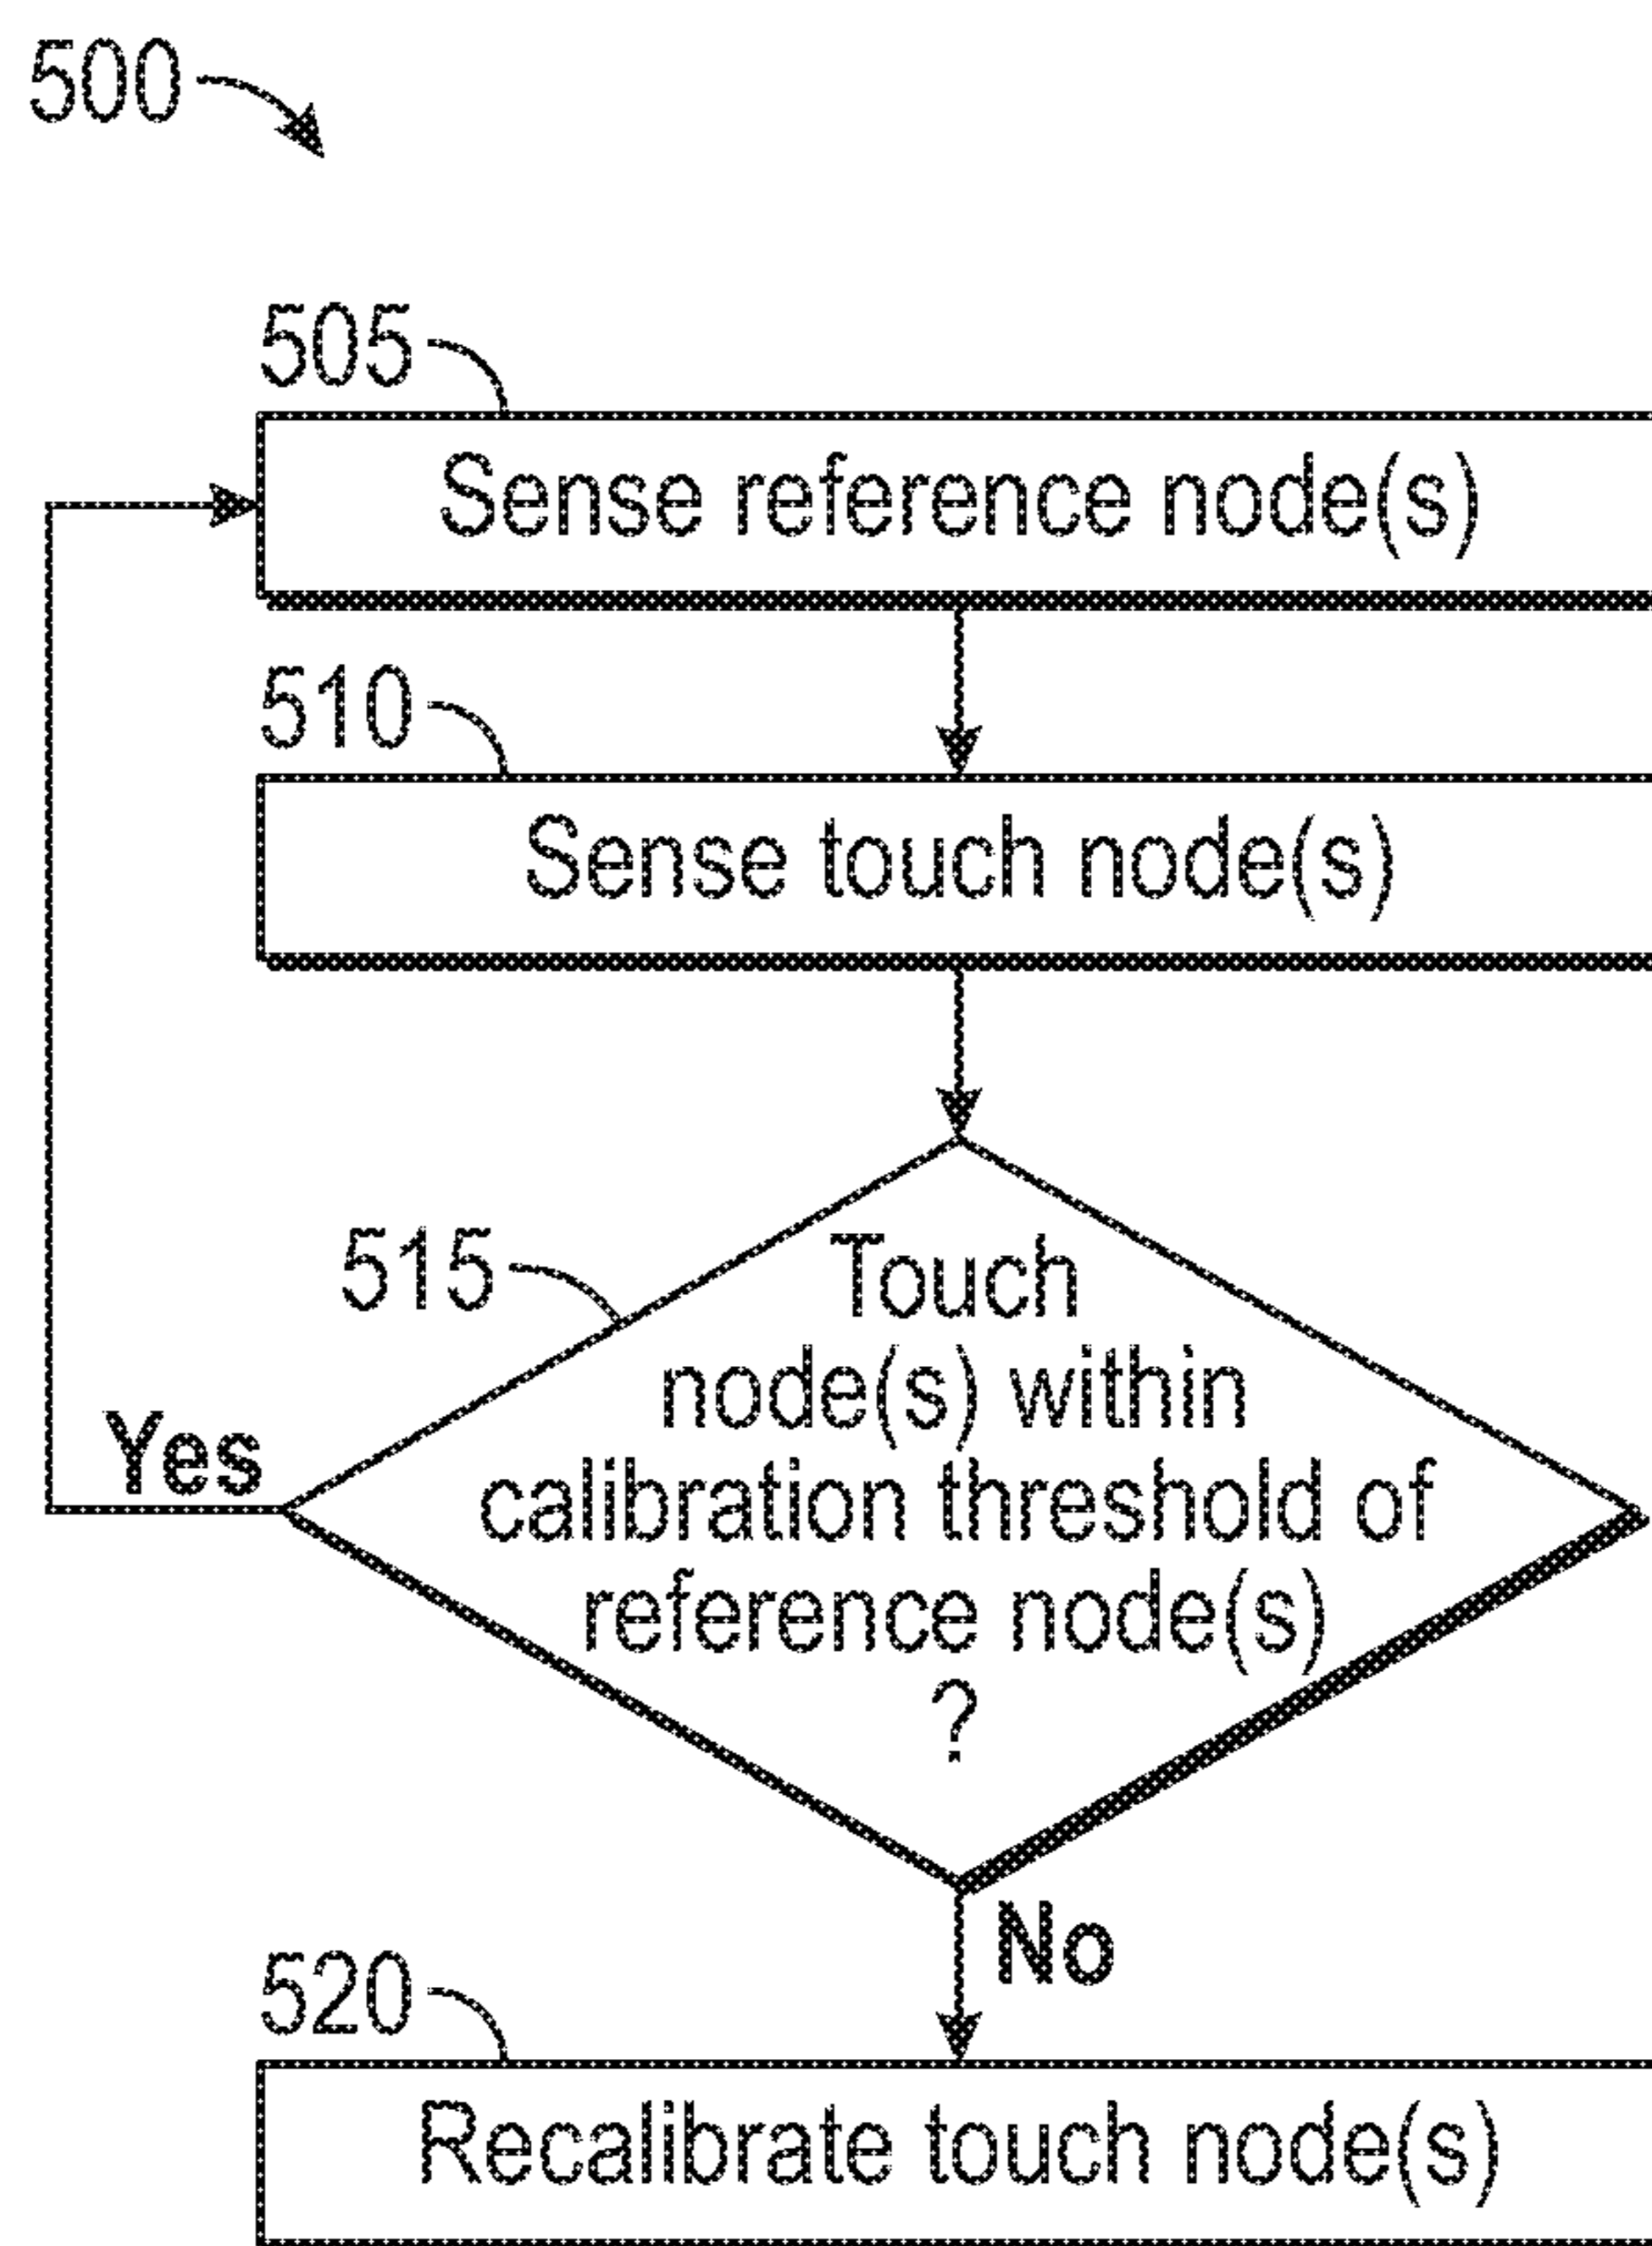 500
505
Sense reference node(s)
510
Sense touch node(s)
515
Touch
node(s) within
calibration threshold of
reference node(s)
?
Yes
No
520
Recalibrate touch node(s)